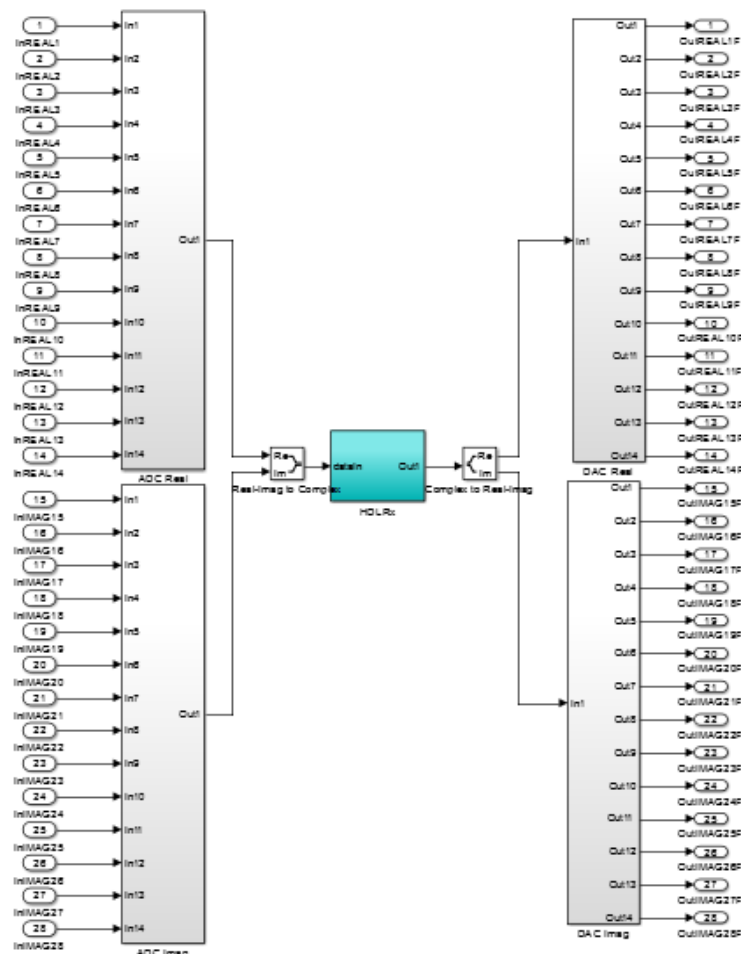 1 In1
InREAL1
2 In2
InREAL2
3 In3
InREAL3
4 In4
InREAL4
5 In5
InREAL5
6 In6
InREAL6
7 In7
InREAL7
Out1
8 In8
InREAL8
9 In9
InREAL9
10 In10
InREAL10
11 In11
InREAL11
12 In12
InREAL12
13 In13
InREAL13
14 In14
InREAL14
ADC Real
15 In1
InIMAG15
16 In2
InIMAG16
17 In3
InIMAG17
18 In4
InIMAG18
19 In5
InIMAG19
20 In6
InIMAG20
21 In7
InIMAG21
Out1
22 In8
InIMAG22
23 In9
InIMAG23
24 In10
InIMAG24
25 In11
InIMAG25
26 In12
InIMAG26
27 In13
InIMAG27
28 In14
InIMAG28
ADC Imag
Re
Im
Real-Imag to Complex
dataIn Out1
HDLRx
Re
Im
Complex to Real-Imag
Out1 1
OutREAL1F
Out2 2
OutREAL2F
Out3 3
OutREAL3F
Out4 4
OutREAL4F
Out5 5
OutREAL5F
Out6 6
OutREAL6F
Out7 7
OutREAL7F
In1
Out8 8
OutREAL8F
Out9 9
OutREAL9F
Out10 10
OutREAL10F
Out11 11
OutREAL11F
Out12 12
OutREAL12F
Out13 13
OutREAL13F
Out14 14
OutREAL14F
DAC Real
Out1 15
OutIMAG15F
Out2 16
OutIMAG16F
Out3 17
OutIMAG17F
Out4 18
OutIMAG18F
Out5 19
OutIMAG19F
Out6 20
OutIMAG20F
Out7 21
OutIMAG21F
In1
Out8 22
OutIMAG22F
Out9 23
OutIMAG23F
Out10 24
OutIMAG24F
Out11 25
OutIMAG25F
Out12 26
OutIMAG26F
Out13 27
OutIMAG27F
Out14 28
OutIMAG28F
DAC Imag